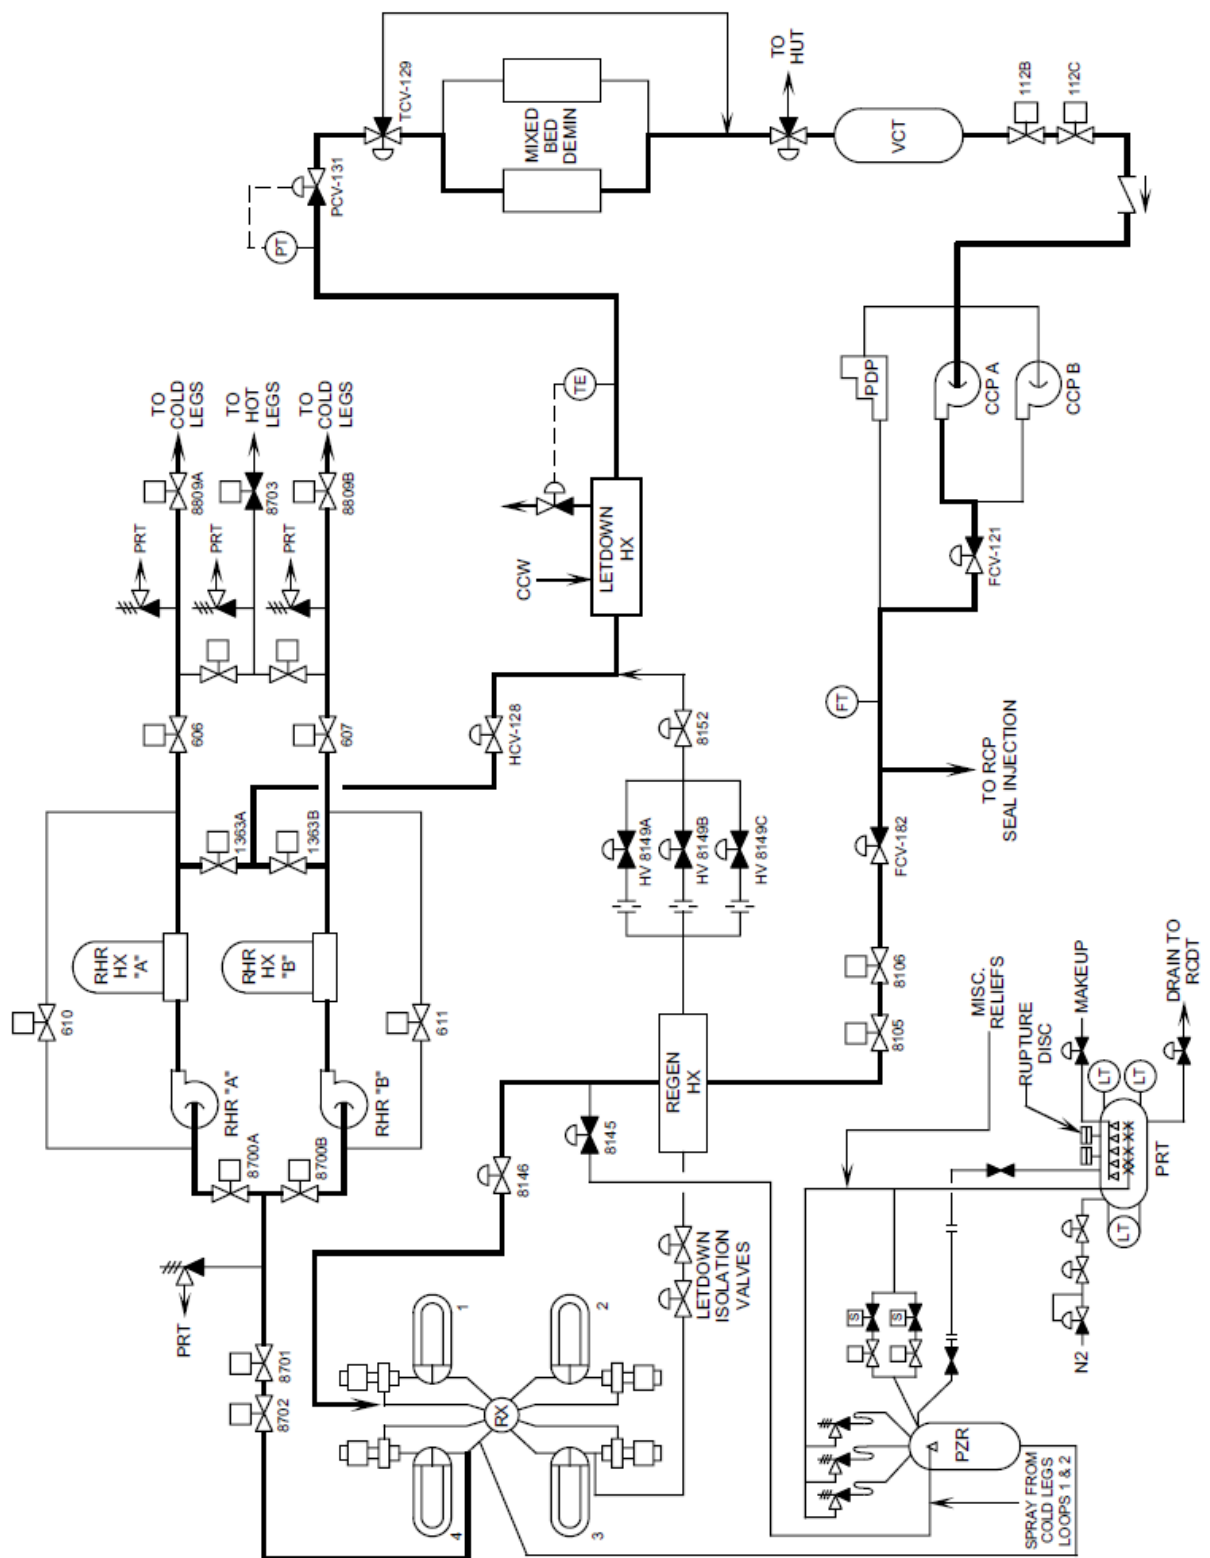 TO
HUT
TCV-129
MIXED
BED
DEMIN
PCV-131
PT
VCT
112B
112C
TO
COLD
LEGS
TO
HOT
LEGS
TO
COLD
LEGS
8809A
8703
8809B
PRT
PRT
PRT
TE
CCW
LETDOWN
HX
PDP
CCP A
CCP B
FCV-121
606
607
HCV-128
8152
FT
TO RCP
SEAL INJECTION
1363A
1363B
HV 8149A
HV 8149B
HV 8149C
FCV-182
RHR
HX
"A"
RHR
HX
"B"
610
611
RHR "A"
RHR "B"
8700A
8700B
REGEN
HX
8106
8105
MISC.
RELIEFS
RUPTURE
DISC
MAKEUP
DRAIN TO
RCDT
LT
LT
LT
PRT
8145
8146
PRT
8701
8702
LETDOWN
ISOLATION
VALVES
1
2
3
4
RX
S
S
N2
PZR
SPRAY FROM
COLD LEGS
LOOPS 1 & 2